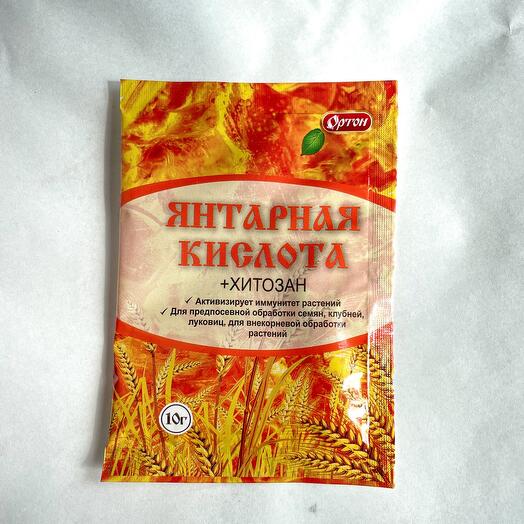 Ортон
ЯНТАРНАЯ
КИСЛОТА
+ХИТОЗАН
✓ Активизирует иммунитет растений
✓ Для предпосевной обработки семян, клубней,
луковиц, для внекорневой обработки
растений
10г